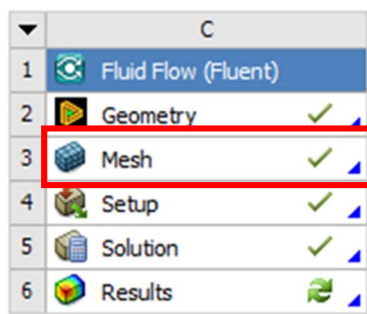 C
1 Fluid Flow (Fluent)
2 Geometry
3 Mesh
4 Setup
5 Solution
6 Results